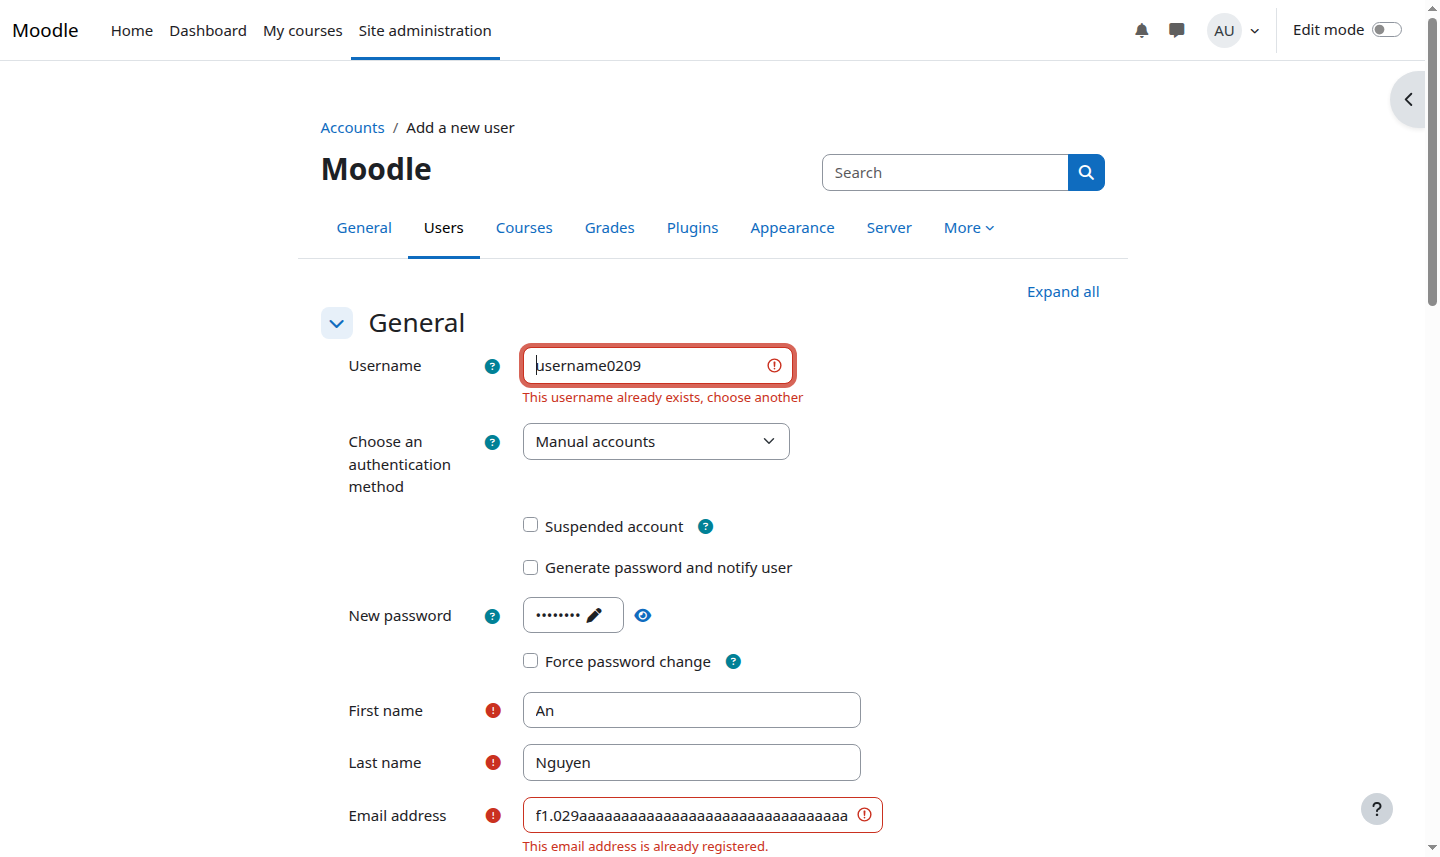 Moodle Home Dashboard My courses Site administration AU Edit mode
Accounts / Add a new user
Moodle
Search
General Users Courses Grades Plugins Appearance Server More
Expand all
General
Username ? username0209
This username already exists, choose another
Choose an authentication method ? Manual accounts
Suspended account ?
Generate password and notify user
New password ? ••••••••
Force password change ?
First name An
Last name Nguyen
Email address f1.029aaaaaaaaaaaaaaaaaaaaaaaaaaaaaaaa
This email address is already registered.
?